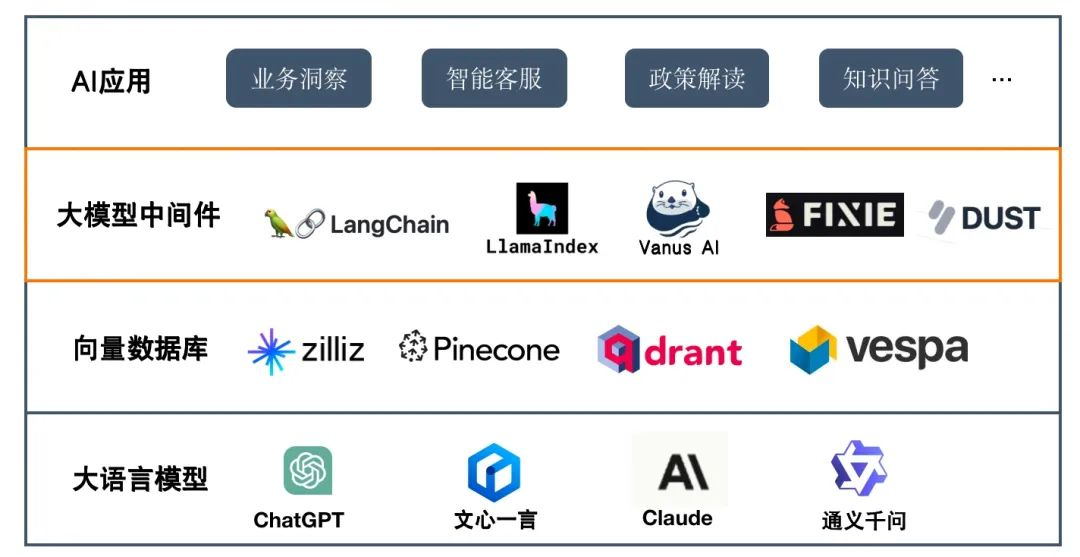 AI应用
业务洞察
智能客服
政策解读
知识问答
...
大模型中间件
LangChain
LlamaIndex
Vanus AI
FIXIE
DUST
向量数据库
zilliz
Pinecone
qdrant
vespa
大语言模型
AI
ChatGPT
文心一言
Claude
通义千问